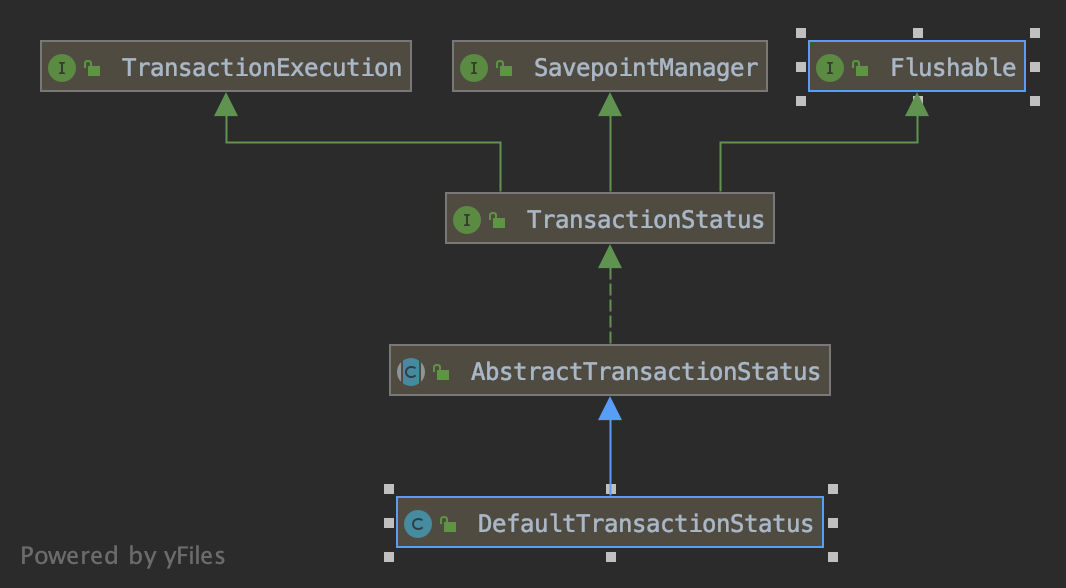 I TransactionExecution
I SavepointManager
I Flushable
I TransactionStatus
C AbstractTransactionStatus
C DefaultTransactionStatus
Powered by yFiles